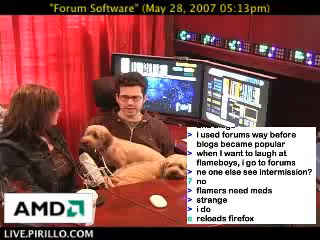 "Forum Software" (May 28, 2007 05:13pm)
> i used forums way before
blogs became popular
> when I want to laugh at
flameboys, i go to forums
> ne one else see intermission?
? no
> flamers need meds
> strange
> i do
e reloads firefox
AMD
LIVE.PIRILLO.COM